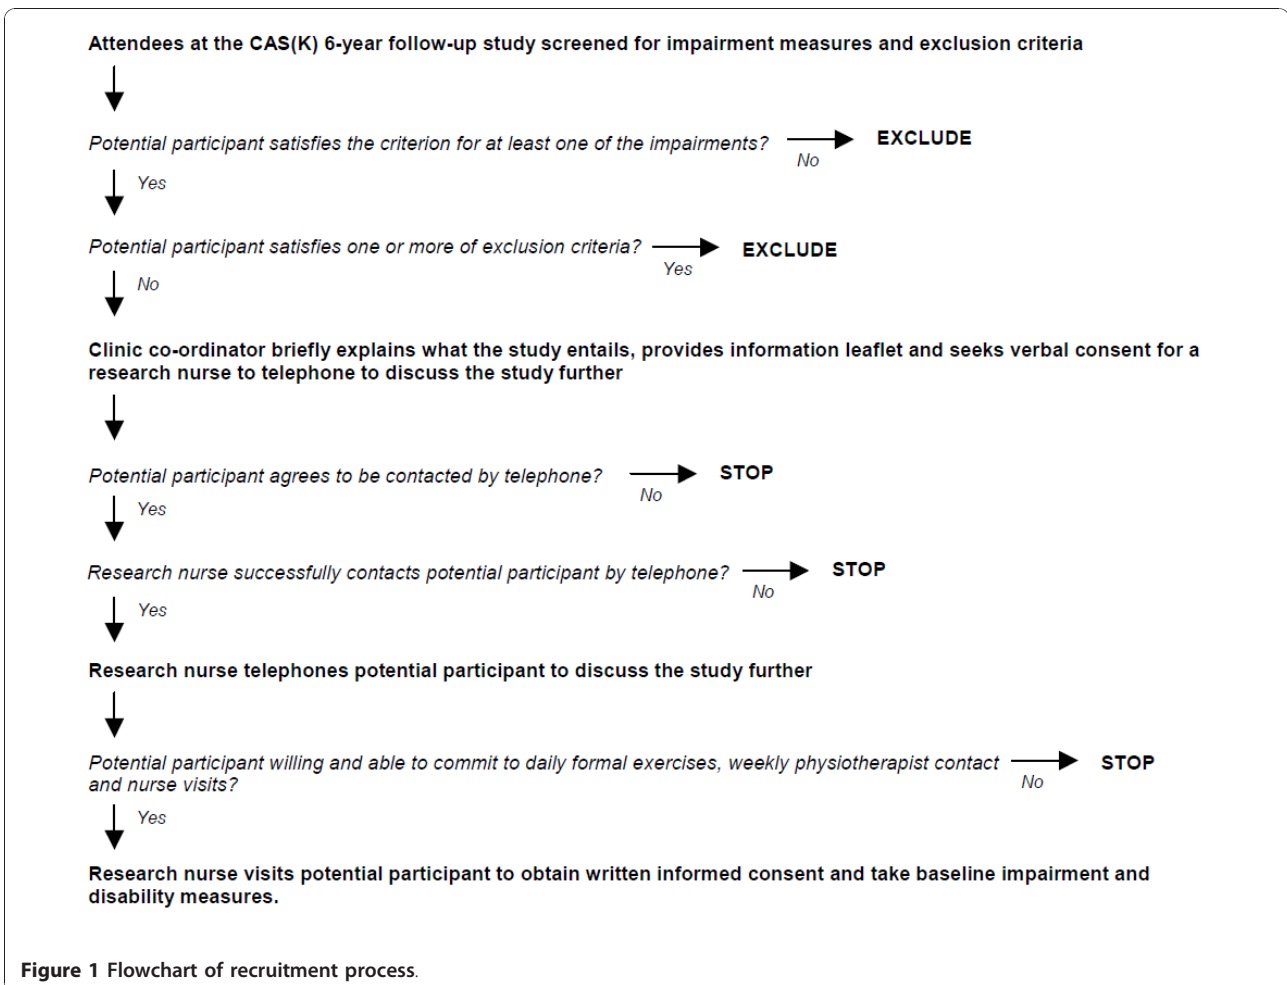 Attendees at the CAS(K) 6-year follow-up study screened for impairment measures and exclusion criteria
Potential participant satisfies the criterion for at least one of the impairments?
No
EXCLUDE
Yes
Potential participant satisfies one or more of exclusion criteria?
Yes
EXCLUDE
No
Clinic co-ordinator briefly explains what the study entails, provides information leaflet and seeks verbal consent for a
research nurse to telephone to discuss the study further
Potential participant agrees to be contacted by telephone?
No
STOP
Yes
Research nurse successfully contacts potential participant by telephone?
No
STOP
Yes
Research nurse telephones potential participant to discuss the study further
Potential participant willing and able to commit to daily formal exercises, weekly physiotherapist contact
and nurse visits?
No
STOP
Yes
Research nurse visits potential participant to obtain written informed consent and take baseline impairment and
disability measures.
Figure 1 Flowchart of recruitment process.